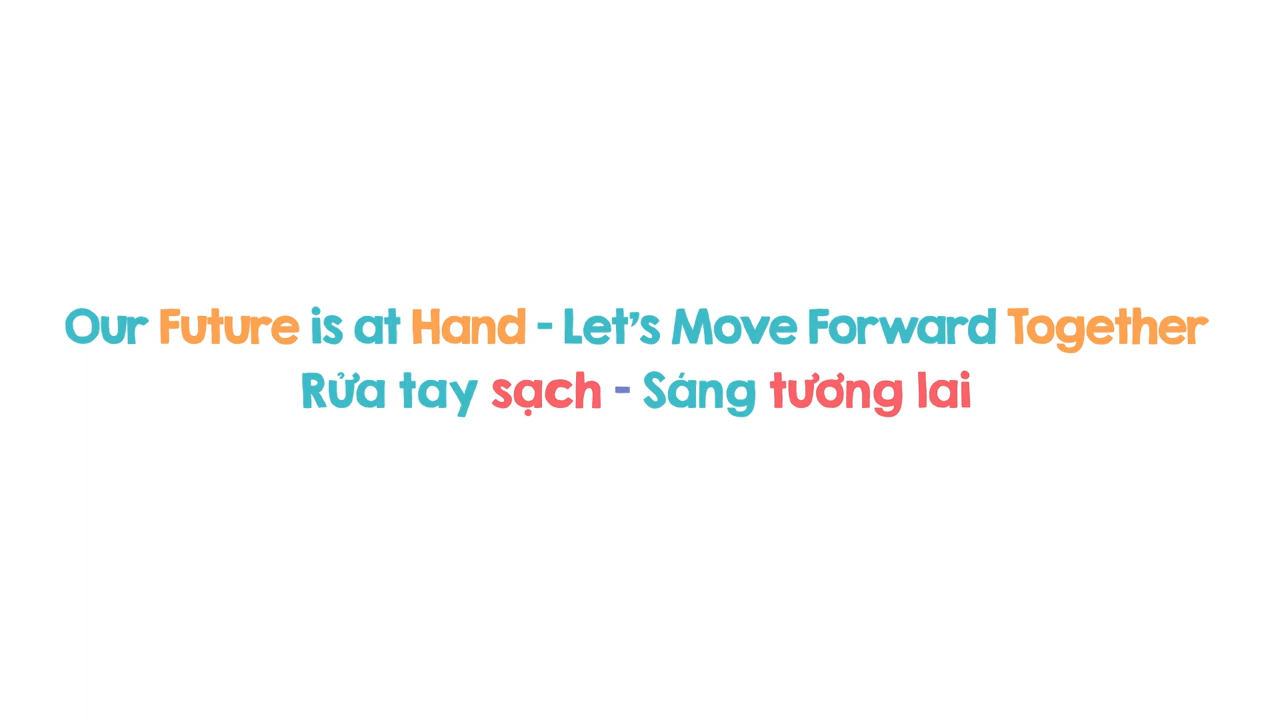 Our Future is at Hand - Let's Move Forward Together
Rửa tay sạch - Sáng tương lai